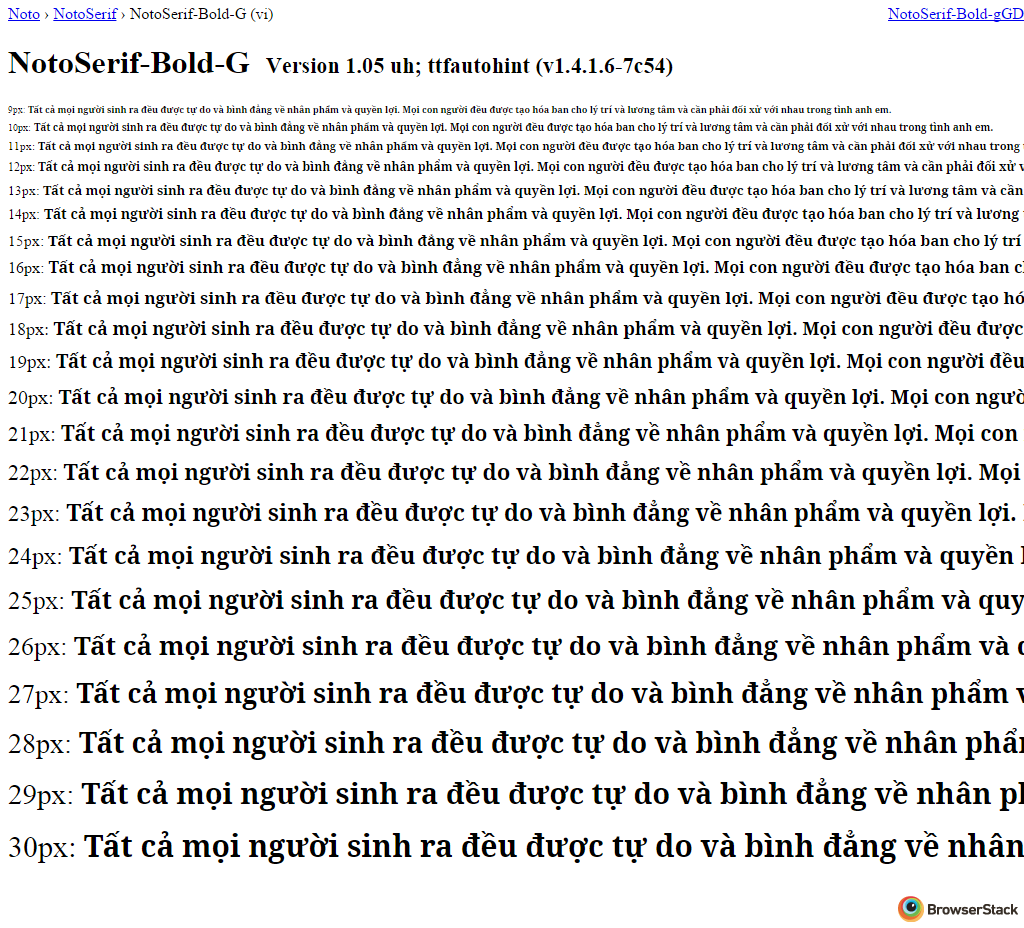 Noto › NotoSerif › NotoSerif-Bold-G (vi) NotoSerif-Bold-gGD
NotoSerif-Bold-G Version 1.05 uh; ttfautohint (v1.4.1.6-7c54)
9px: Tất cả mọi người sinh ra đều được tự do và bình đẳng về nhân phẩm và quyền lợi. Mọi con người đều được tạo hóa ban cho lý trí và lương tâm và cần phải đối xử với nhau trong tình anh em.
10px: Tất cả mọi người sinh ra đều được tự do và bình đẳng về nhân phẩm và quyền lợi. Mọi con người đều được tạo hóa ban cho lý trí và lương tâm và cần phải đối xử với nhau trong tình anh em.
11px: Tất cả mọi người sinh ra đều được tự do và bình đẳng về nhân phẩm và quyền lợi. Mọi con người đều được tạo hóa ban cho lý trí và lương tâm và cần phải đối xử với nhau trong
12px: Tất cả mọi người sinh ra đều được tự do và bình đẳng về nhân phẩm và quyền lợi. Mọi con người đều được tạo hóa ban cho lý trí và lương tâm và cần phải đối xử
13px: Tất cả mọi người sinh ra đều được tự do và bình đẳng về nhân phẩm và quyền lợi. Mọi con người đều được tạo hóa ban cho lý trí và lương tâm và cần
14px: Tất cả mọi người sinh ra đều được tự do và bình đẳng về nhân phẩm và quyền lợi. Mọi con người đều được tạo hóa ban cho lý trí và lương
15px: Tất cả mọi người sinh ra đều được tự do và bình đẳng về nhân phẩm và quyền lợi. Mọi con người đều được tạo hóa ban cho lý trí
16px: Tất cả mọi người sinh ra đều được tự do và bình đẳng về nhân phẩm và quyền lợi. Mọi con người đều được tạo hóa ban
17px: Tất cả mọi người sinh ra đều được tự do và bình đẳng về nhân phẩm và quyền lợi. Mọi con người đều được tạo hó
18px: Tất cả mọi người sinh ra đều được tự do và bình đẳng về nhân phẩm và quyền lợi. Mọi con người đều được
19px: Tất cả mọi người sinh ra đều được tự do và bình đẳng về nhân phẩm và quyền lợi. Mọi con người đều
20px: Tất cả mọi người sinh ra đều được tự do và bình đẳng về nhân phẩm và quyền lợi. Mọi con ngườ
21px: Tất cả mọi người sinh ra đều được tự do và bình đẳng về nhân phẩm và quyền lợi. Mọi con
22px: Tất cả mọi người sinh ra đều được tự do và bình đẳng về nhân phẩm và quyền lợi. Mọi
23px: Tất cả mọi người sinh ra đều được tự do và bình đẳng về nhân phẩm và quyền lợi.
24px: Tất cả mọi người sinh ra đều được tự do và bình đẳng về nhân phẩm và quyền
25px: Tất cả mọi người sinh ra đều được tự do và bình đẳng về nhân phẩm và quy
26px: Tất cả mọi người sinh ra đều được tự do và bình đẳng về nhân phẩm và
27px: Tất cả mọi người sinh ra đều được tự do và bình đẳng về nhân phẩm
28px: Tất cả mọi người sinh ra đều được tự do và bình đẳng về nhân phẩm
29px: Tất cả mọi người sinh ra đều được tự do và bình đẳng về nhân
30px: Tất cả mọi người sinh ra đều được tự do và bình đẳng về nhân
BrowserStack